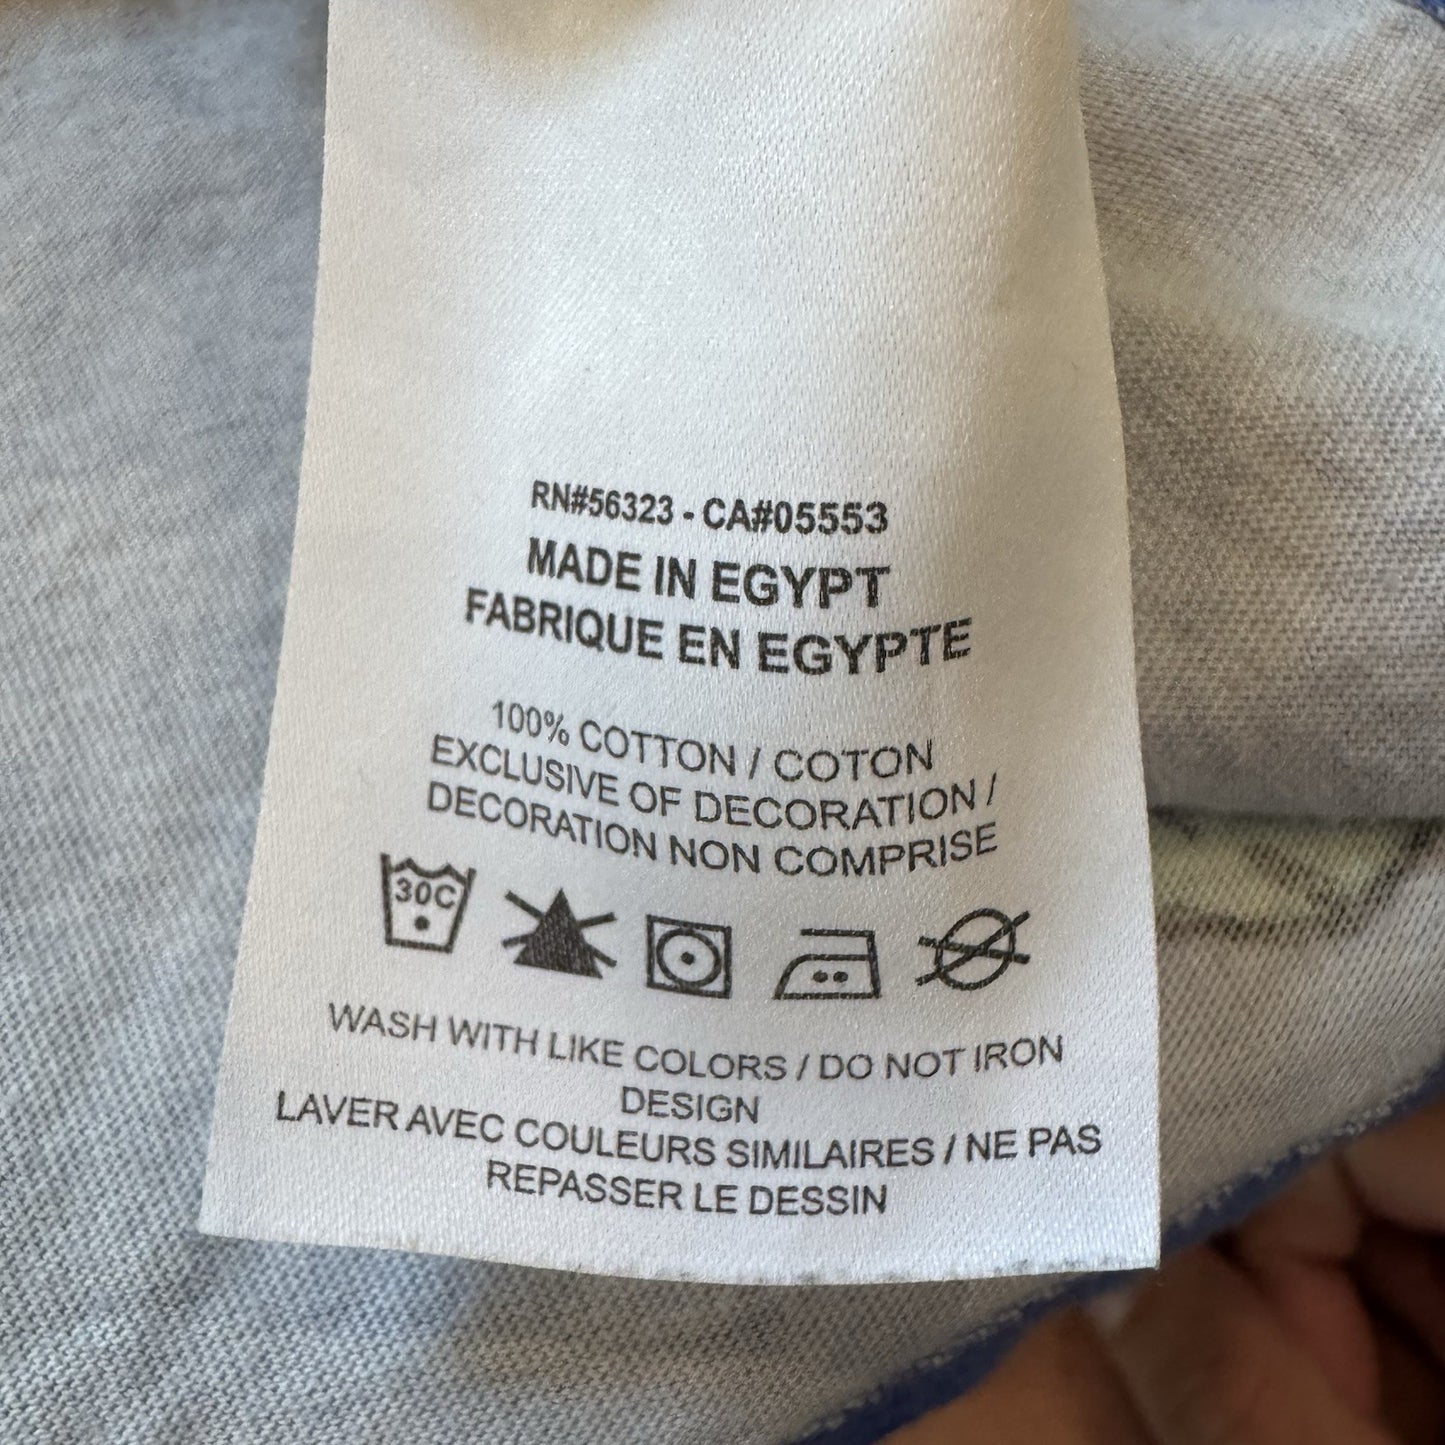 RN#56323 - CA#05553
MADE IN EGYPT
FABRIQUE EN EGYPTE
100% COTTON / COTON
EXCLUSIVE OF DECORATION /
DECORATION NON COMPRISE
30C
WASH WITH LIKE COLORS / DO NOT IRON
DESIGN
LAVER AVEC COULEURS SIMILAIRES / NE PAS
REPASSER LE DESSIN